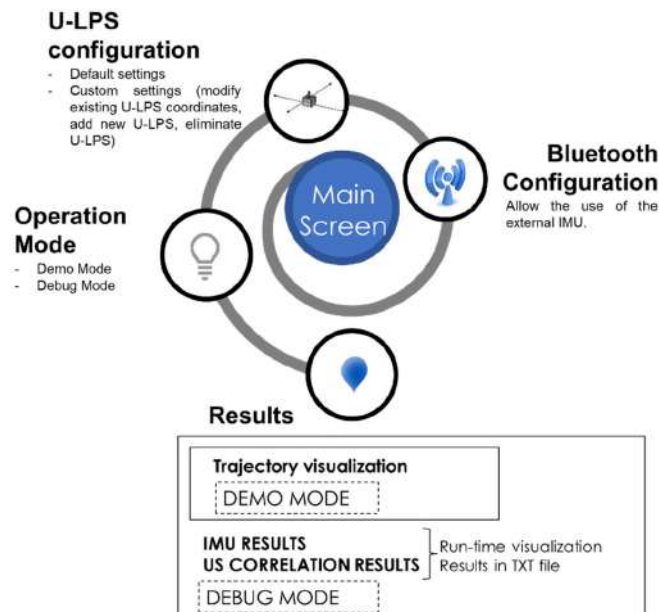 U-LPS
configuration
- Default settings
- Custom settings (modify
existing U-LPS coordinates,
add new U-LPS, eliminate
U-LPS)
Main
Screen
Bluetooth
Configuration
Allow the use of the
external IMU.
Operation
Mode
- Demo Mode
- Debug Mode
Results
Trajectory visualization
DEMO MODE
IMU RESULTS
US CORRELATION RESULTS
Run-time visualization
Results in TXT file
DEBUG MODE